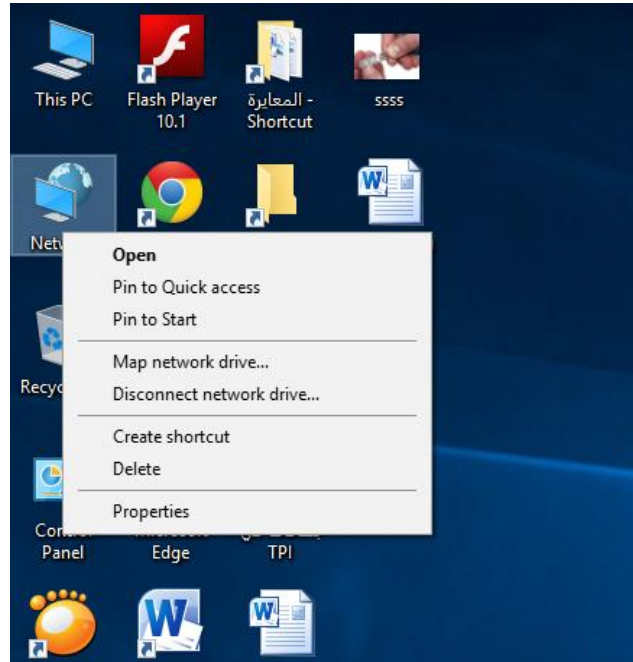 This PC
Flash Player
10.1
المعايرة -
Shortcut
ssss
Open
Pin to Quick access
Pin to Start
Map network drive...
Disconnect network drive...
Create shortcut
Delete
Properties
Panel
Edge
TPI